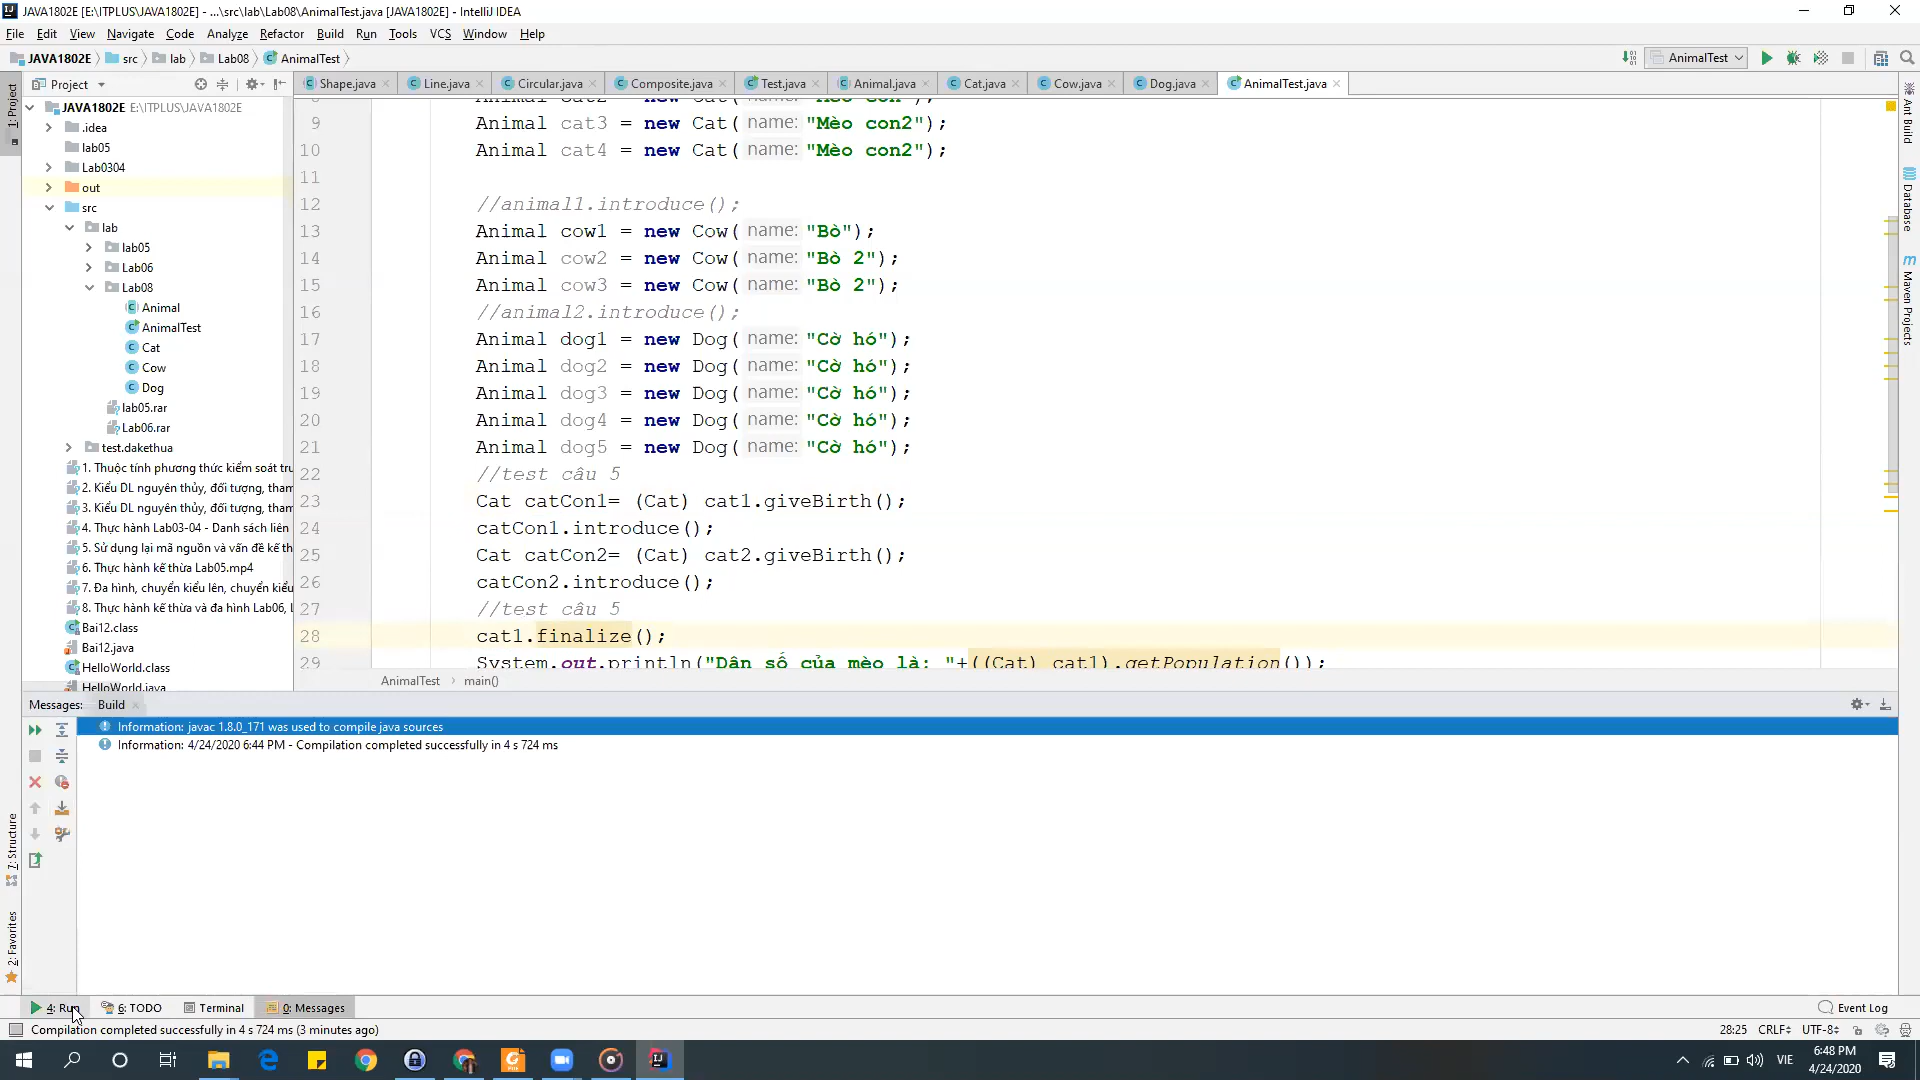 JAVA1802E [E:\ITPLUS\JAVA1802E] - ...\src\lab\Lab08\AnimalTest.java [JAVA1802E] - IntelliJ IDEA
File Edit View Navigate Code Analyze Refactor Build Run Tools VCS Window Help
JAVA1802E src lab Lab08 AnimalTest
AnimalTest
Project
Shape.java Line.java Circular.java Composite.java Test.java Animal.java Cat.java Cow.java Dog.java AnimalTest.java
1: Project
JAVA1802E E:\ITPLUS\JAVA1802E
.idea
lab05
Lab0304
out
src
lab
lab05
Lab06
Lab08
Animal
AnimalTest
Cat
Cow
Dog
lab05.rar
Lab06.rar
test.dakethua
1. Thuộc tính phương thức kiểm soát tru
2. Kiểu DL nguyên thủy, đối tượng, tham
3. Kiểu DL nguyên thủy, đối tượng, tham
4. Thực hành Lab03-04 - Danh sách liên
5. Sử dụng lại mã nguồn và vấn đề kế th
6. Thực hành kế thừa Lab05.mp4
7. Đa hình, chuyển kiểu lên, chuyển kiểu
8. Thực hành kế thừa và đa hình Lab06, L
Bai12.class
Bai12.java
HelloWorld.class
HelloWorld.java
9 Animal cat3 = new Cat( name: "Mèo con2");
10 Animal cat4 = new Cat( name: "Mèo con2");
11
12 //animal1.introduce();
13 Animal cow1 = new Cow( name: "Bò");
14 Animal cow2 = new Cow( name: "Bò 2");
15 Animal cow3 = new Cow( name: "Bò 2");
16 //animal2.introduce();
17 Animal dog1 = new Dog( name: "Cờ hó");
18 Animal dog2 = new Dog( name: "Cờ hó");
19 Animal dog3 = new Dog( name: "Cờ hó");
20 Animal dog4 = new Dog( name: "Cờ hó");
21 Animal dog5 = new Dog( name: "Cờ hó");
22 //test câu 5
23 Cat catCon1= (Cat) cat1.giveBirth();
24 catCon1.introduce();
25 Cat catCon2= (Cat) cat2.giveBirth();
26 catCon2.introduce();
27 //test câu 5
28 cat1.finalize();
29 System.out.println("Dân số của mèo là: "+((Cat) cat1).getPopulation());
AnimalTest main()
Ant Build
Database
m Maven Projects
Messages: Build
Information: javac 1.8.0_171 was used to compile java sources
Information: 4/24/2020 6:44 PM - Compilation completed successfully in 4 s 724 ms
7: Structure
2: Favorites
4: Run 6: TODO Terminal 0: Messages Event Log
Compilation completed successfully in 4 s 724 ms (3 minutes ago) 28:25 CRLF UTF-8
VIE 6:48 PM
4/24/2020